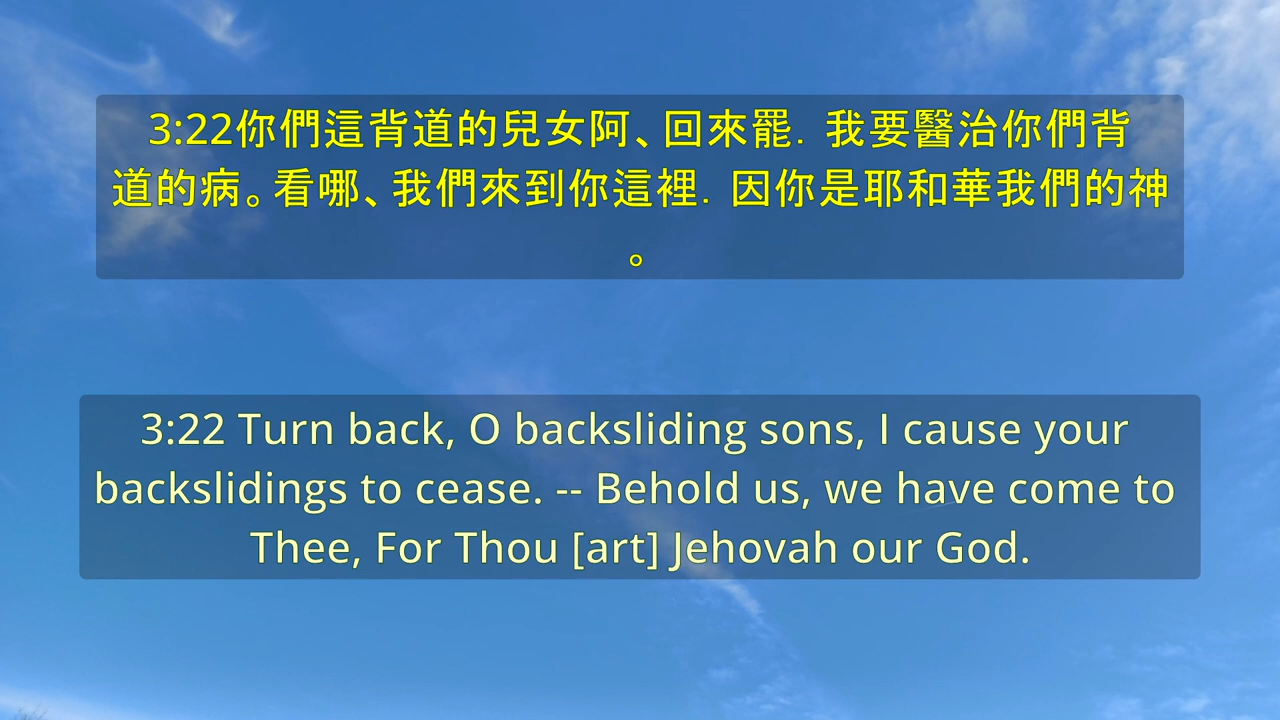 3:22你們這背道的兒女阿、回來罷. 我要醫治你們背
道的病。看哪、我們來到你這裡. 因你是耶和華我們的神
。
3:22 Turn back, O backsliding sons, I cause your
backslidings to cease. -- Behold us, we have come to
Thee, For Thou [art] Jehovah our God.